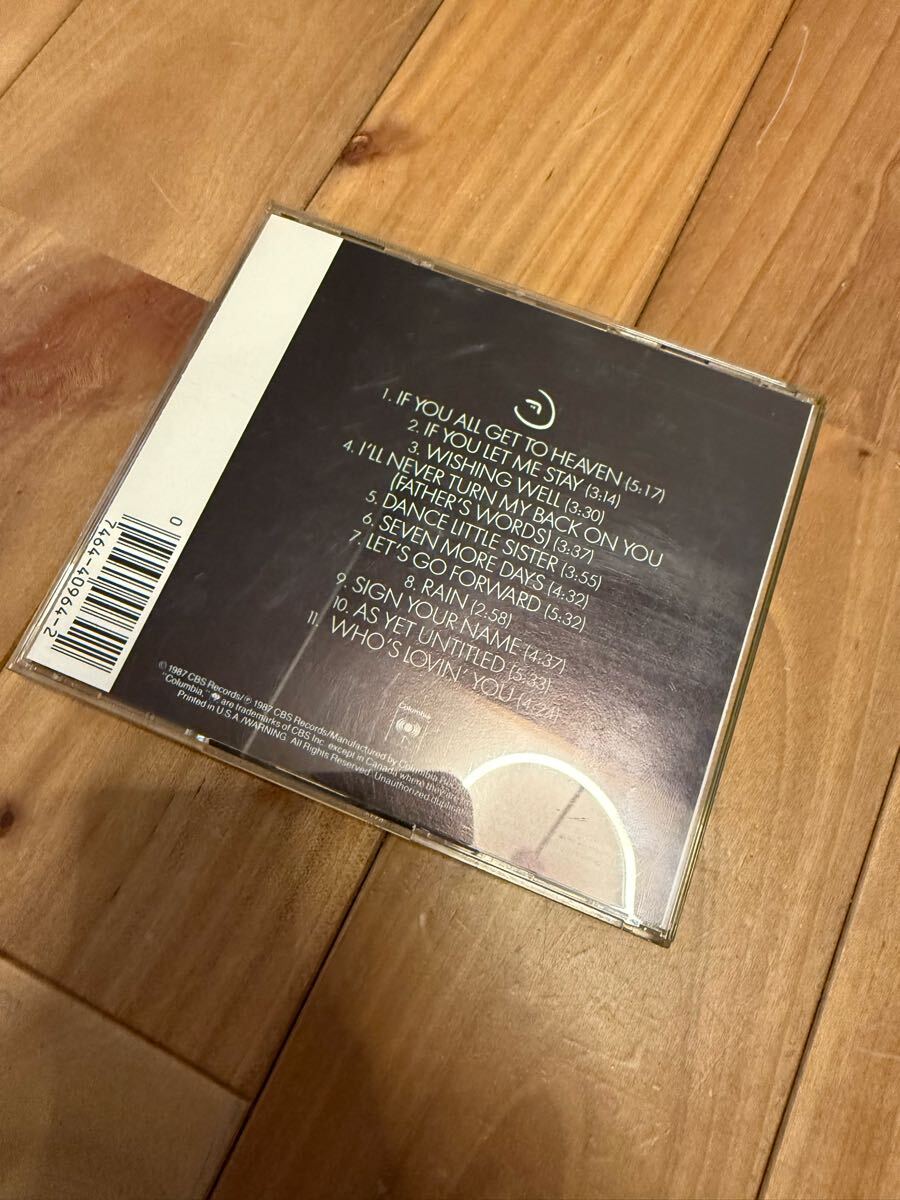 1. IF YOU ALL GET TO HEAVEN (5:17)
2. IF YOU LET ME STAY (3:14)
3. WISHING WELL (3:30)
4. I'LL NEVER TURN MY BACK ON YOU
(FATHER'S WORDS) (3:37)
5. DANCE LITTLE SISTER (3:55)
6. SEVEN MORE DAYS (4:32)
7. LET'S GO FORWARD (5:32)
8. RAIN (2:58)
9. SIGN YOUR NAME (4:37)
10. AS YET UNTITLED (5:33)
11. WHO'S LOVIN' YOU (4:24)
Columbia
© 1987 CBS Records/℗ 1987 CBS Records/Manufactured by Columbia
"Columbia," are trademarks of CBS Inc. except in Canada where they are
Printed in U.S.A./WARNING: All Rights Reserved. Unauthorized
0
7464-40964-2